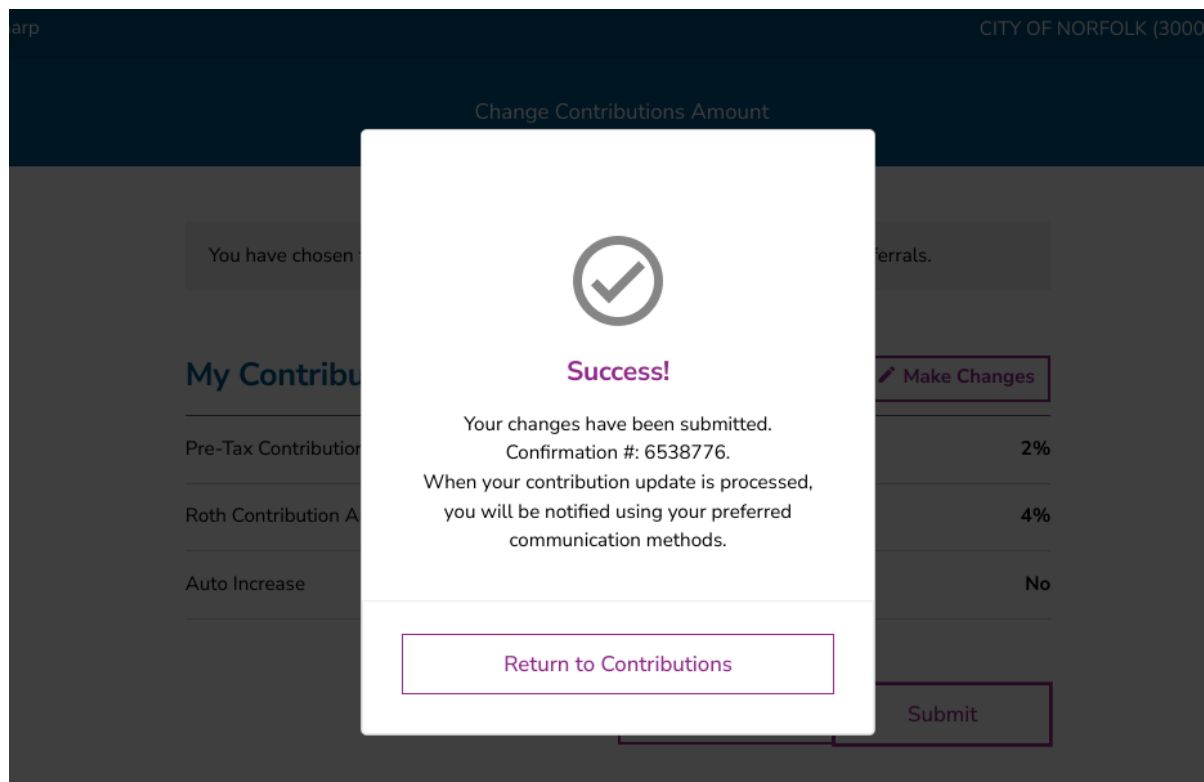 arp
CITY OF NORFOLK (3000
Change Contributions Amount
You have chosen
ferrals.
My Contribu
Make Changes
Pre-Tax Contribution
2%
Roth Contribution A
4%
Auto Increase
No
Submit
Success!
Your changes have been submitted.
Confirmation #: 6538776.
When your contribution update is processed,
you will be notified using your preferred
communication methods.
Return to Contributions